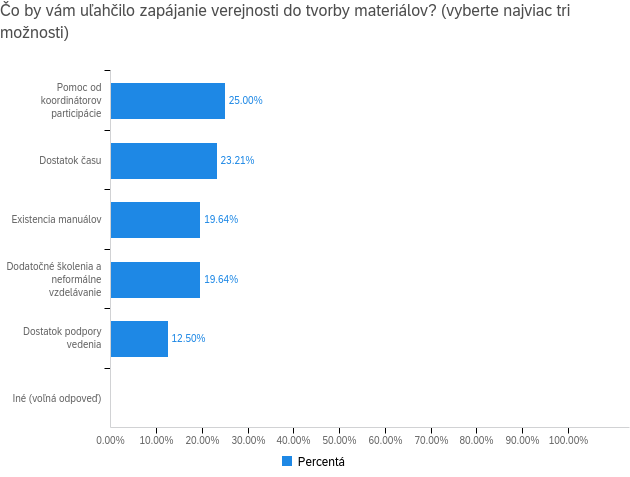 Čo by vám uľahčilo zapájanie verejnosti do tvorby materiálov? (vyberte najviac tri
možnosti)
Pomoc od
koordinátorov
participácie
25.00%
Dostatok času
23.21%
Existencia manuálov
19.64%
Dodatočné školenia a
neformálne
vzdelávanie
19.64%
Dostatok podpory
vedenia
12.50%
Iné (voľná odpoveď)
0.00%
10.00%
20.00%
30.00%
40.00%
50.00%
60.00%
70.00%
80.00%
90.00%
100.00%
Percentá